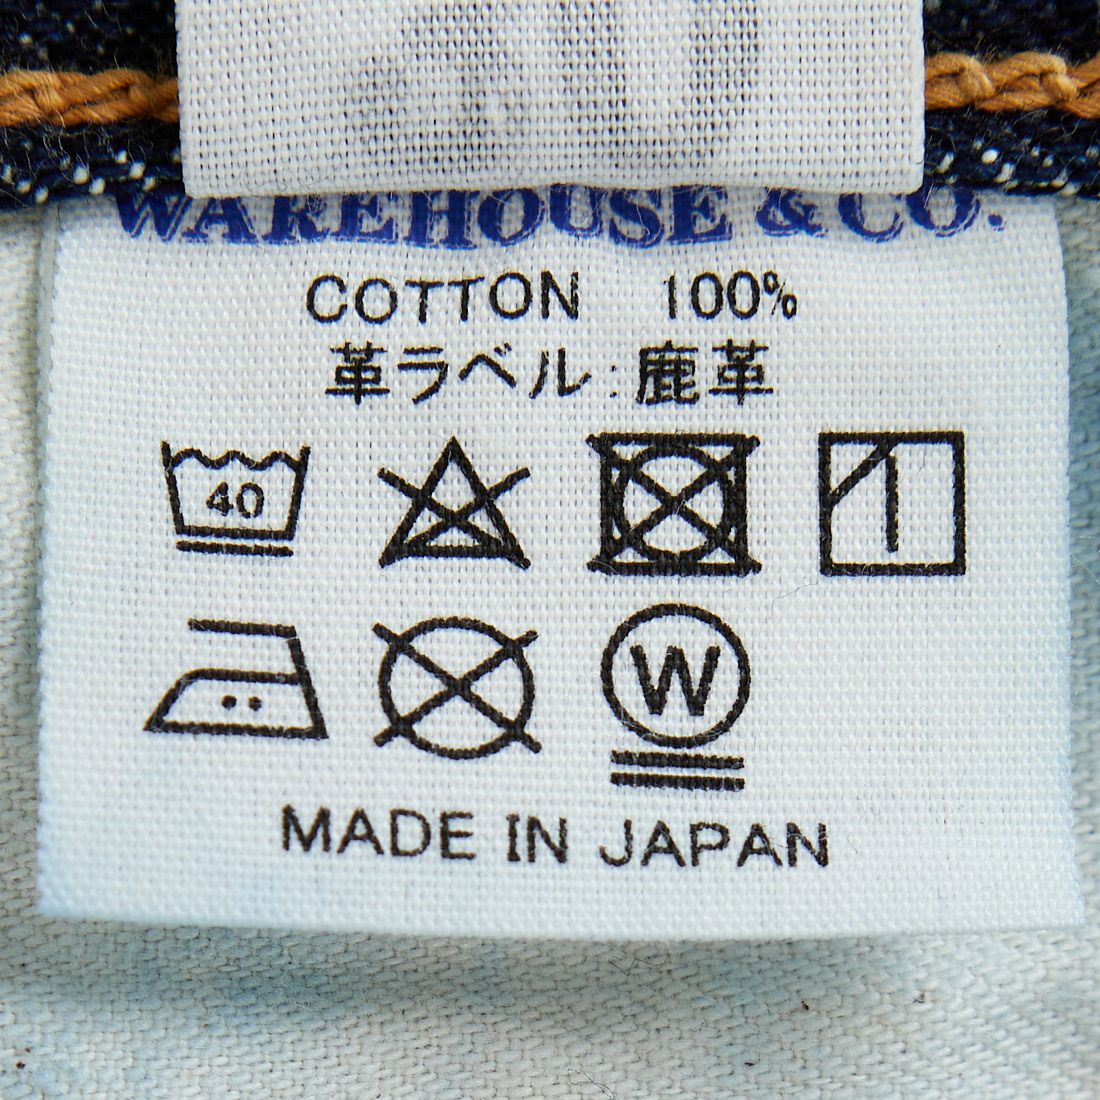 WAREHOUSE & CO.
COTTON 100%
革ラベル:鹿革
40
W
MADE IN JAPAN